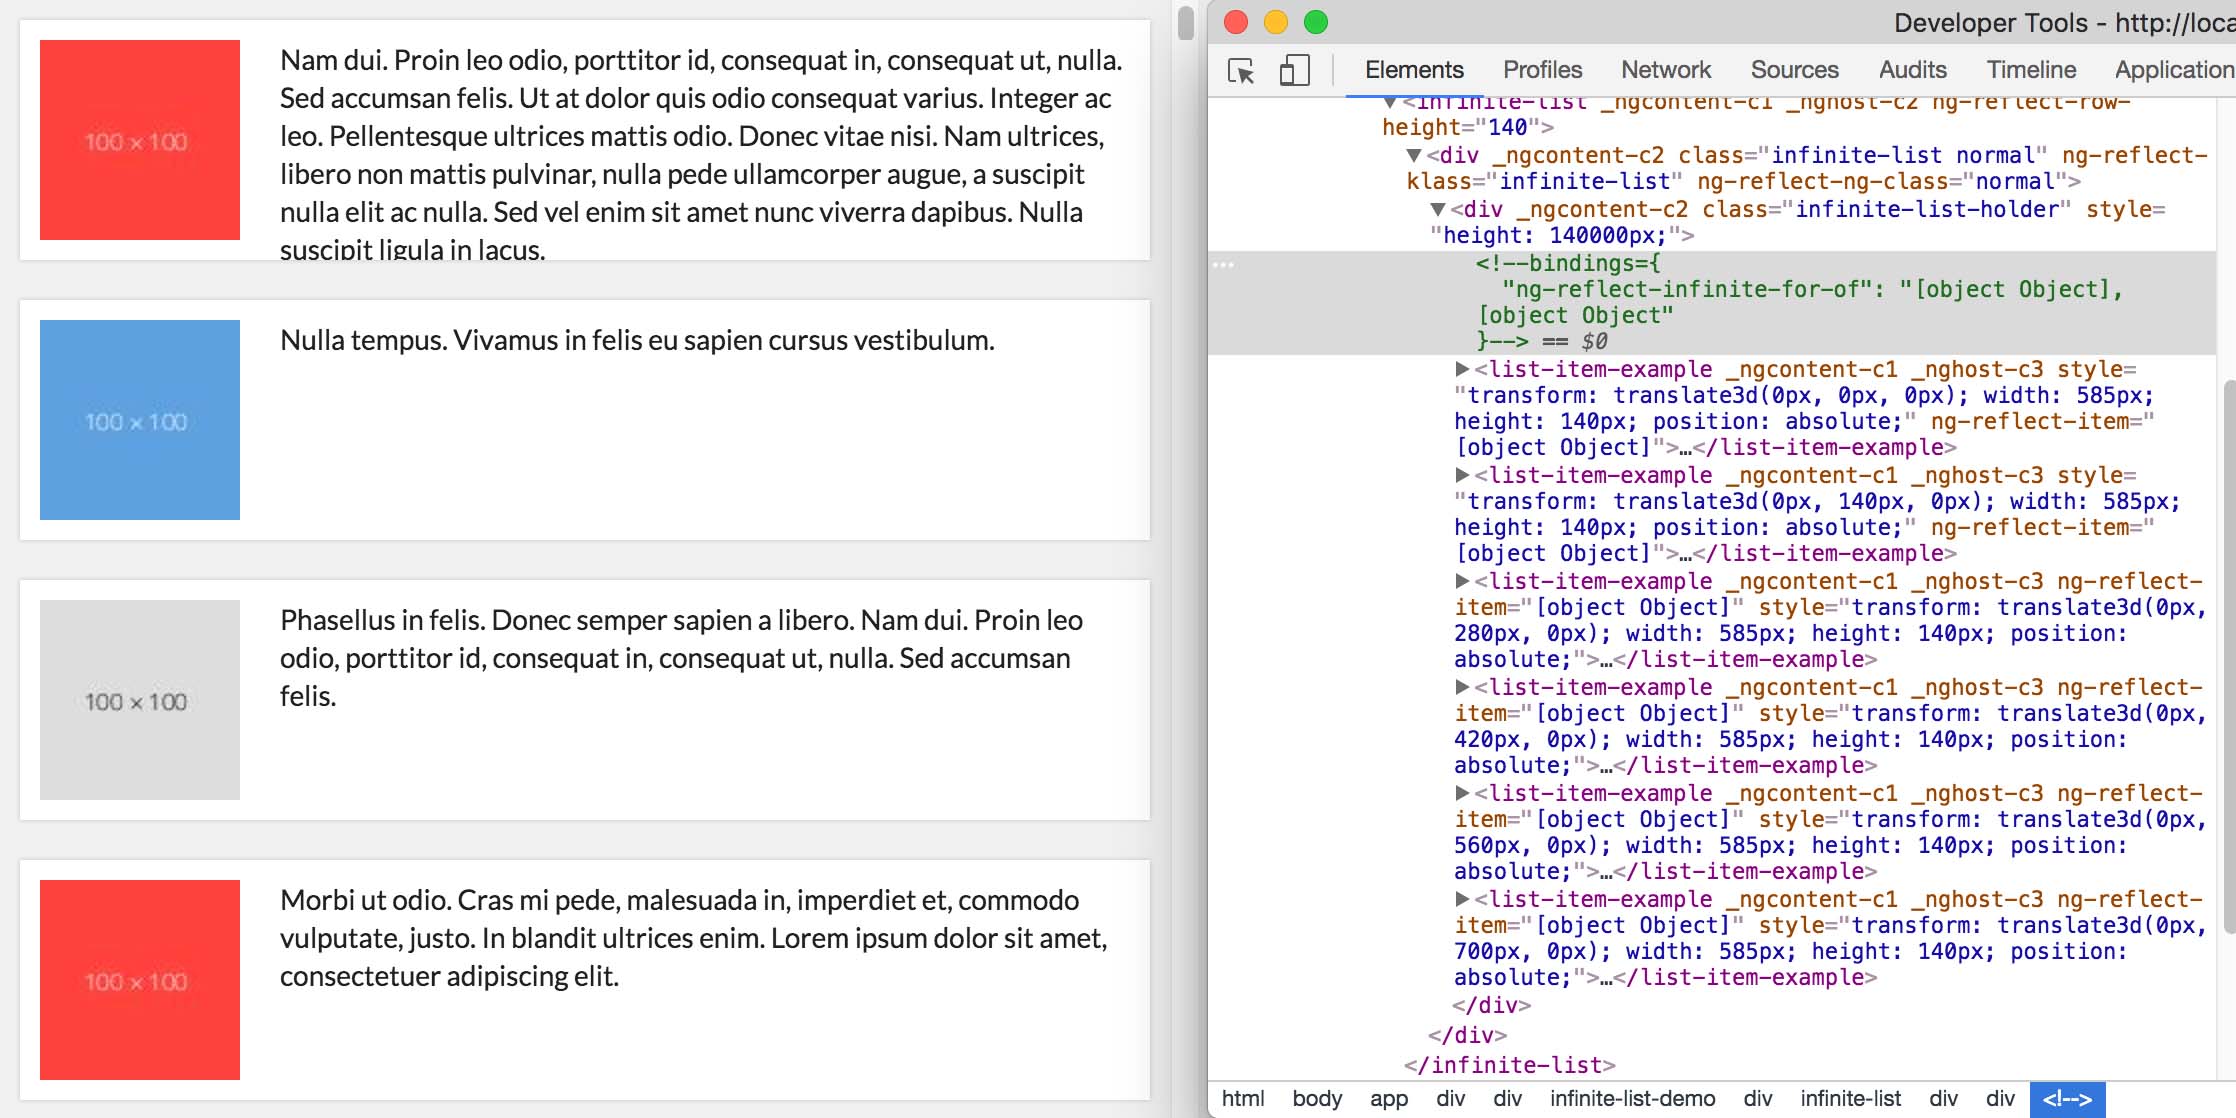 100 × 100
Nam dui. Proin leo odio, porttitor id, consequat in, consequat ut, nulla.
Sed accumsan felis. Ut at dolor quis odio consequat varius. Integer ac
leo. Pellentesque ultrices mattis odio. Donec vitae nisi. Nam ultrices,
libero non mattis pulvinar, nulla pede ullamcorper augue, a suscipit
nulla elit ac nulla. Sed vel enim sit amet nunc viverra dapibus. Nulla
suscipit ligula in lacus.
100 × 100
Nulla tempus. Vivamus in felis eu sapien cursus vestibulum.
100 × 100
Phasellus in felis. Donec semper sapien a libero. Nam dui. Proin leo
odio, porttitor id, consequat in, consequat ut, nulla. Sed accumsan
felis.
100 × 100
Morbi ut odio. Cras mi pede, malesuada in, imperdiet et, commodo
vulputate, justo. In blandit ultrices enim. Lorem ipsum dolor sit amet,
consectetuer adipiscing elit.
Developer Tools - http://loca
Elements Profiles Network Sources Audits Timeline Application
▼<infinite-list _ngcontent-c1 _nghost-c2 ng-reflect-row-
height="140">
▼<div _ngcontent-c2 class="infinite-list normal" ng-reflect-
klass="infinite-list" ng-reflect-ng-class="normal">
▼<div _ngcontent-c2 class="infinite-list-holder" style=
"height: 140000px;">
... <!--bindings={
"ng-reflect-infinite-for-of": "[object Object],
[object Object"
}--> == $0
▶<list-item-example _ngcontent-c1 _nghost-c3 style=
"transform: translate3d(0px, 0px, 0px); width: 585px;
height: 140px; position: absolute;" ng-reflect-item="
[object Object]">…</list-item-example>
▶<list-item-example _ngcontent-c1 _nghost-c3 style=
"transform: translate3d(0px, 140px, 0px); width: 585px;
height: 140px; position: absolute;" ng-reflect-item="
[object Object]">…</list-item-example>
▶<list-item-example _ngcontent-c1 _nghost-c3 ng-reflect-
item="[object Object]" style="transform: translate3d(0px,
280px, 0px); width: 585px; height: 140px; position:
absolute;">…</list-item-example>
▶<list-item-example _ngcontent-c1 _nghost-c3 ng-reflect-
item="[object Object]" style="transform: translate3d(0px,
420px, 0px); width: 585px; height: 140px; position:
absolute;">…</list-item-example>
▶<list-item-example _ngcontent-c1 _nghost-c3 ng-reflect-
item="[object Object]" style="transform: translate3d(0px,
560px, 0px); width: 585px; height: 140px; position:
absolute;">…</list-item-example>
▶<list-item-example _ngcontent-c1 _nghost-c3 ng-reflect-
item="[object Object]" style="transform: translate3d(0px,
700px, 0px); width: 585px; height: 140px; position:
absolute;">…</list-item-example>
</div>
</div>
</infinite-list>
html body app div div infinite-list-demo div infinite-list div div <!-->